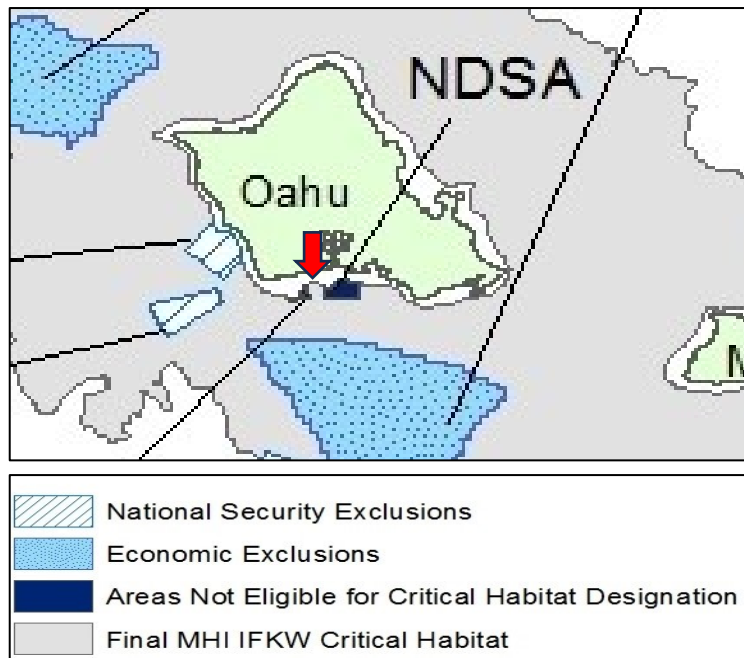 NDSA
Oahu
M
National Security Exclusions
Economic Exclusions
Areas Not Eligible for Critical Habitat Designation
Final MHI IFKW Critical Habitat